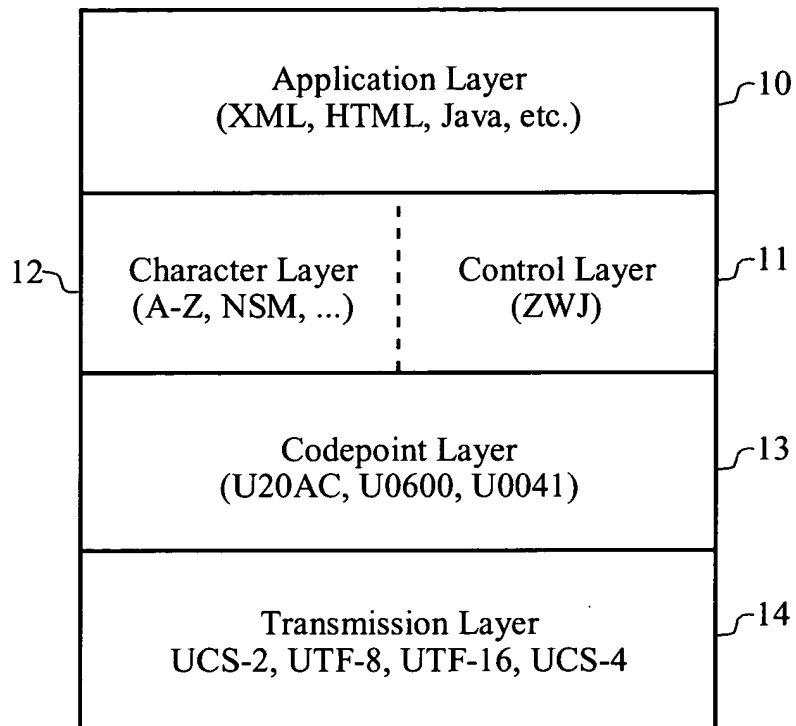 Application Layer
(XML, HTML, Java, etc.)
10
12
Character Layer
(A-Z, NSM, ...)
Control Layer
(ZWJ)
11
Codepoint Layer
(U20AC, U0600, U0041)
13
Transmission Layer
UCS-2, UTF-8, UTF-16, UCS-4
14